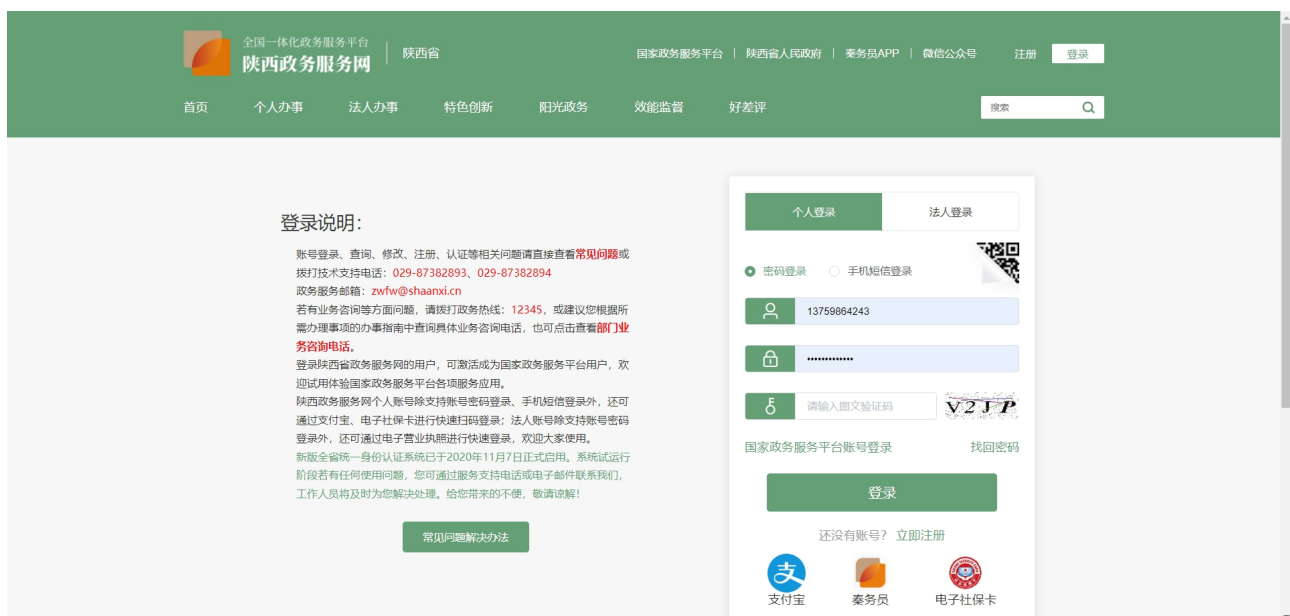 全国一体化政务服务平台
陕西政务服务网
陕西省
国家政务服务平台 | 陕西省人民政府 | 秦务员APP | 微信公众号
注册
登录
首页 个人办事 法人办事 特色创新 阳光政务 效能监督 好差评
搜索
登录说明：
账号登录、查询、修改、注册、认证等相关问题请直接查看常见问题或
拨打技术支持电话：029-87382893、029-87382894
政务服务邮箱：zwfw@shaanxi.cn
若有业务咨询等方面问题，请拨打政务热线：12345，或建议您根据所
需办理事项的办事指南中查询具体业务咨询电话，也可点击查看部门业
务咨询电话。
登录陕西省政务服务网的用户，可激活成为国家政务服务平台用户，欢
迎试用体验国家政务服务平台各项服务应用。
陕西政务服务网个人账号除支持账号密码登录、手机短信登录外，还可
通过支付宝、电子社保卡进行快速扫码登录；法人账号除支持账号密码
登录外，还可通过电子营业执照进行快速登录，欢迎大家使用。
新版全省统一身份认证系统已于2020年11月7日正式启用。系统试运行
阶段若有任何使用问题，您可通过服务支持电话或电子邮件联系我们，
工作人员将及时为您解决处理。给您带来的不便，敬请谅解！
常见问题解决办法
个人登录 法人登录
密码登录 手机短信登录
13759864243
•••••••••••••
请输入图文验证码
V2JP
国家政务服务平台账号登录 找回密码
登录
还没有账号？ 立即注册
支
支付宝 秦务员 电子社保卡